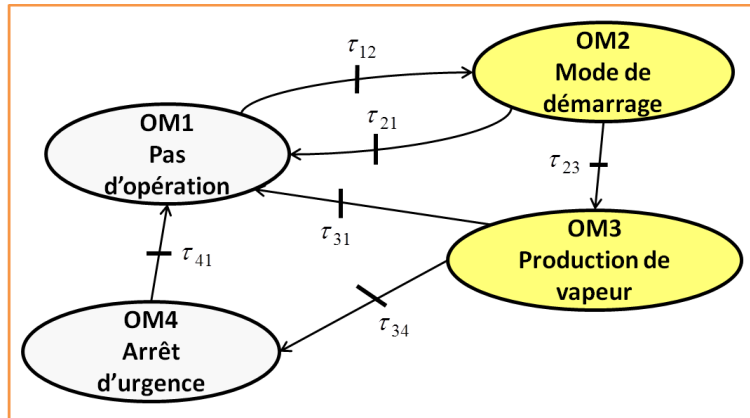 τ12
OM2
Mode de
démarrage
OM1
Pas
d'opération
τ21
τ23
τ31
OM3
Production de
vapeur
τ41
OM4
Arrêt
d'urgence
τ34